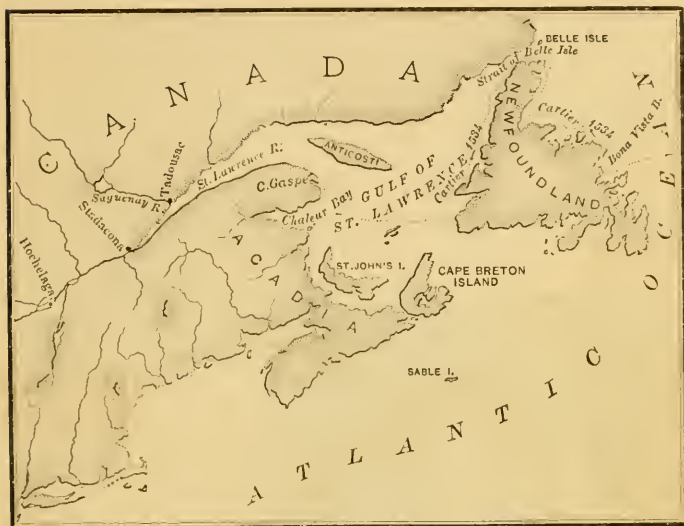 BELLE ISLE
Strait of Belle Isle
CANADA
NEWFOUNDLAND
Cartier 1534
Bona Vista B.
ANTICOSTI
St. Lawrence R.
Tadousac
Saguenay R.
C. Gaspe
GULF OF
ST. LAWRENCE
Cartier 1534
Chaleur Bay
Stadacona
Hochelaga
ACADIA
ST. JOHN'S I.
CAPE BRETON
ISLAND
SABLE I.
ATLANTIC
OCEAN